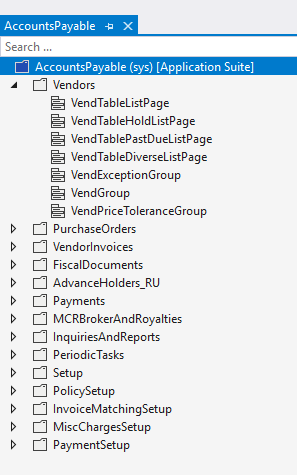 AccountsPayable
Search ...
AccountsPayable (sys) [Application Suite]
Vendors
VendTableListPage
VendTableHoldListPage
VendTablePastDueListPage
VendTableDiverseListPage
VendExceptionGroup
VendGroup
VendPriceToleranceGroup
PurchaseOrders
VendorInvoices
FiscalDocuments
AdvanceHolders_RU
Payments
MCRBrokerAndRoyalties
InquiriesAndReports
PeriodicTasks
Setup
PolicySetup
InvoiceMatchingSetup
MiscChargesSetup
PaymentSetup